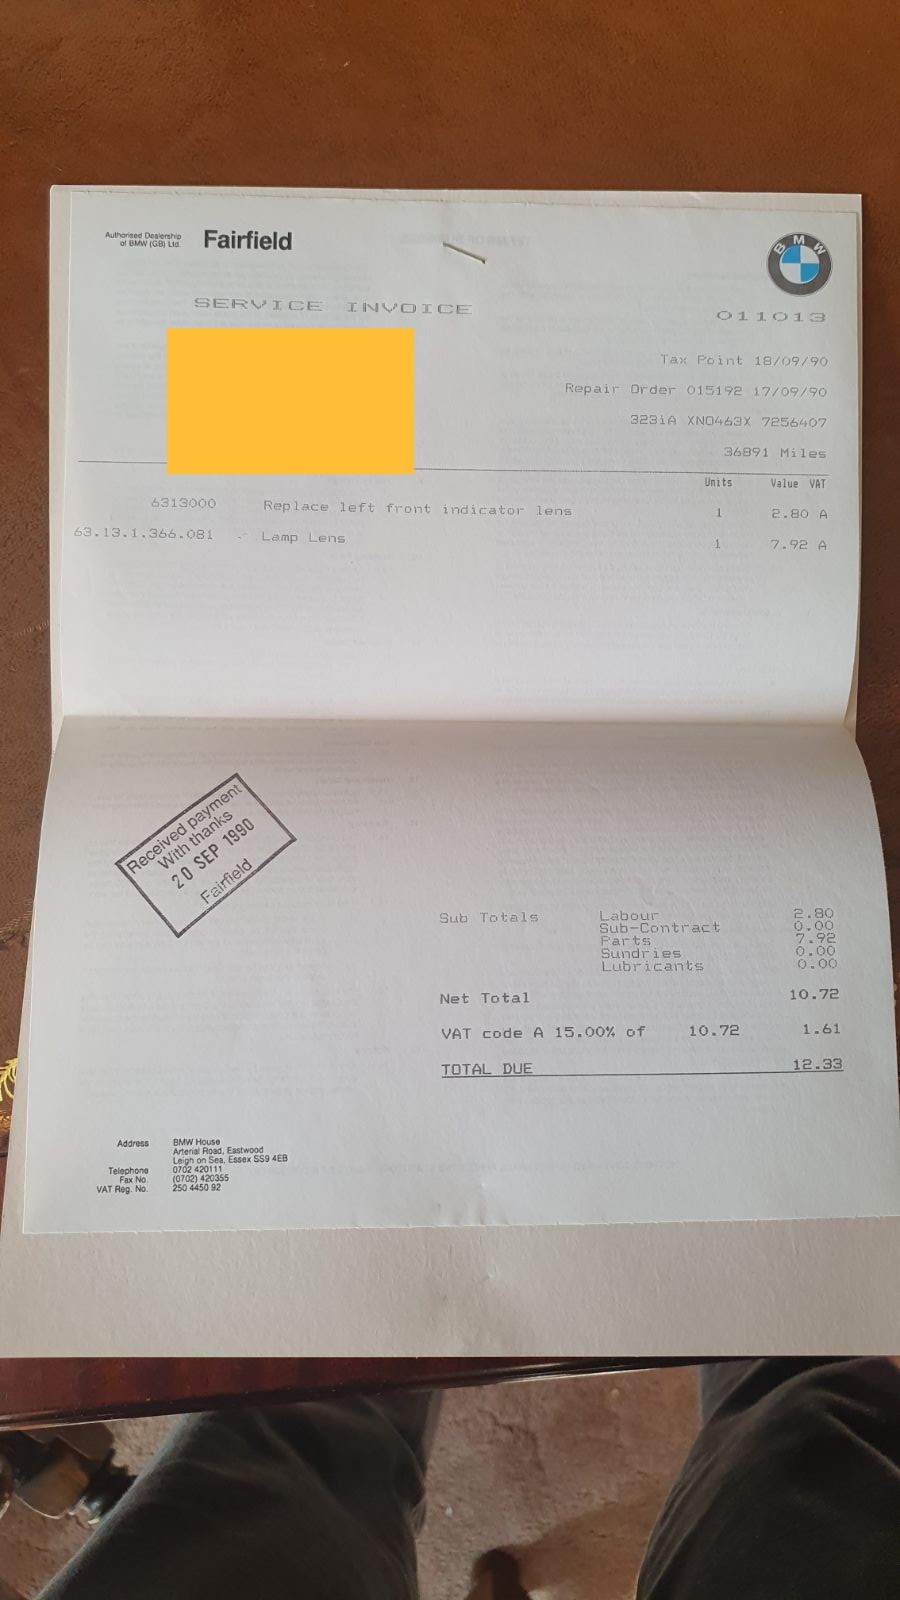 Authorised Dealership
of BMW (GB) Ltd.
Fairfield
BMW
SERVICE INVOICE
011013
Tax Point 18/09/90
Repair Order 015192 17/09/90
323iA XNO463X 7256407
36891 Miles
Units Value VAT
6313000 Replace left front indicator lens 1 2.80 A
63.13.1.366.081 Lamp Lens 1 7.92 A
Received payment
With thanks
20 SEP 1990
Fairfield
Sub Totals Labour 2.80
Sub-Contract 0.00
Parts 7.92
Sundries 0.00
Lubricants 0.00
Net Total 10.72
VAT code A 15.00% of 10.72 1.61
TOTAL DUE 12.33
Address BMW House
Arterial Road, Eastwood
Leigh on Sea, Essex SS9 4EB
Telephone 0702 420111
Fax No. (0702) 420355
VAT Reg. No. 250 4450 92